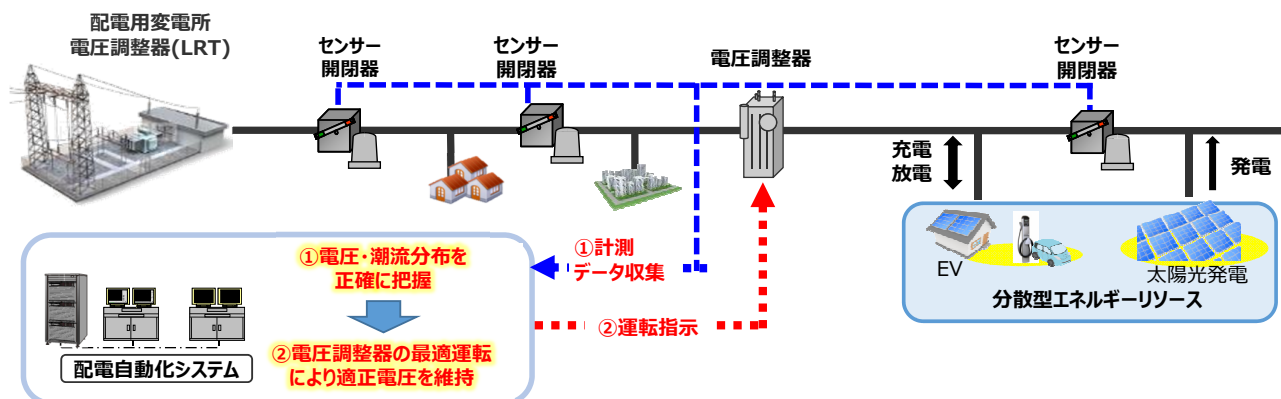 配電用変電所
電圧調整器(LRT)
センサー
開閉器
センサー
開閉器
電圧調整器
センサー
開閉器
充電
放電
発電
EV
太陽光発電
分散型エネルギーリソース
①計測
データ収集
②運転指示
①電圧・潮流分布を
正確に把握
②電圧調整器の最適運転
により適正電圧を維持
配電自動化システム